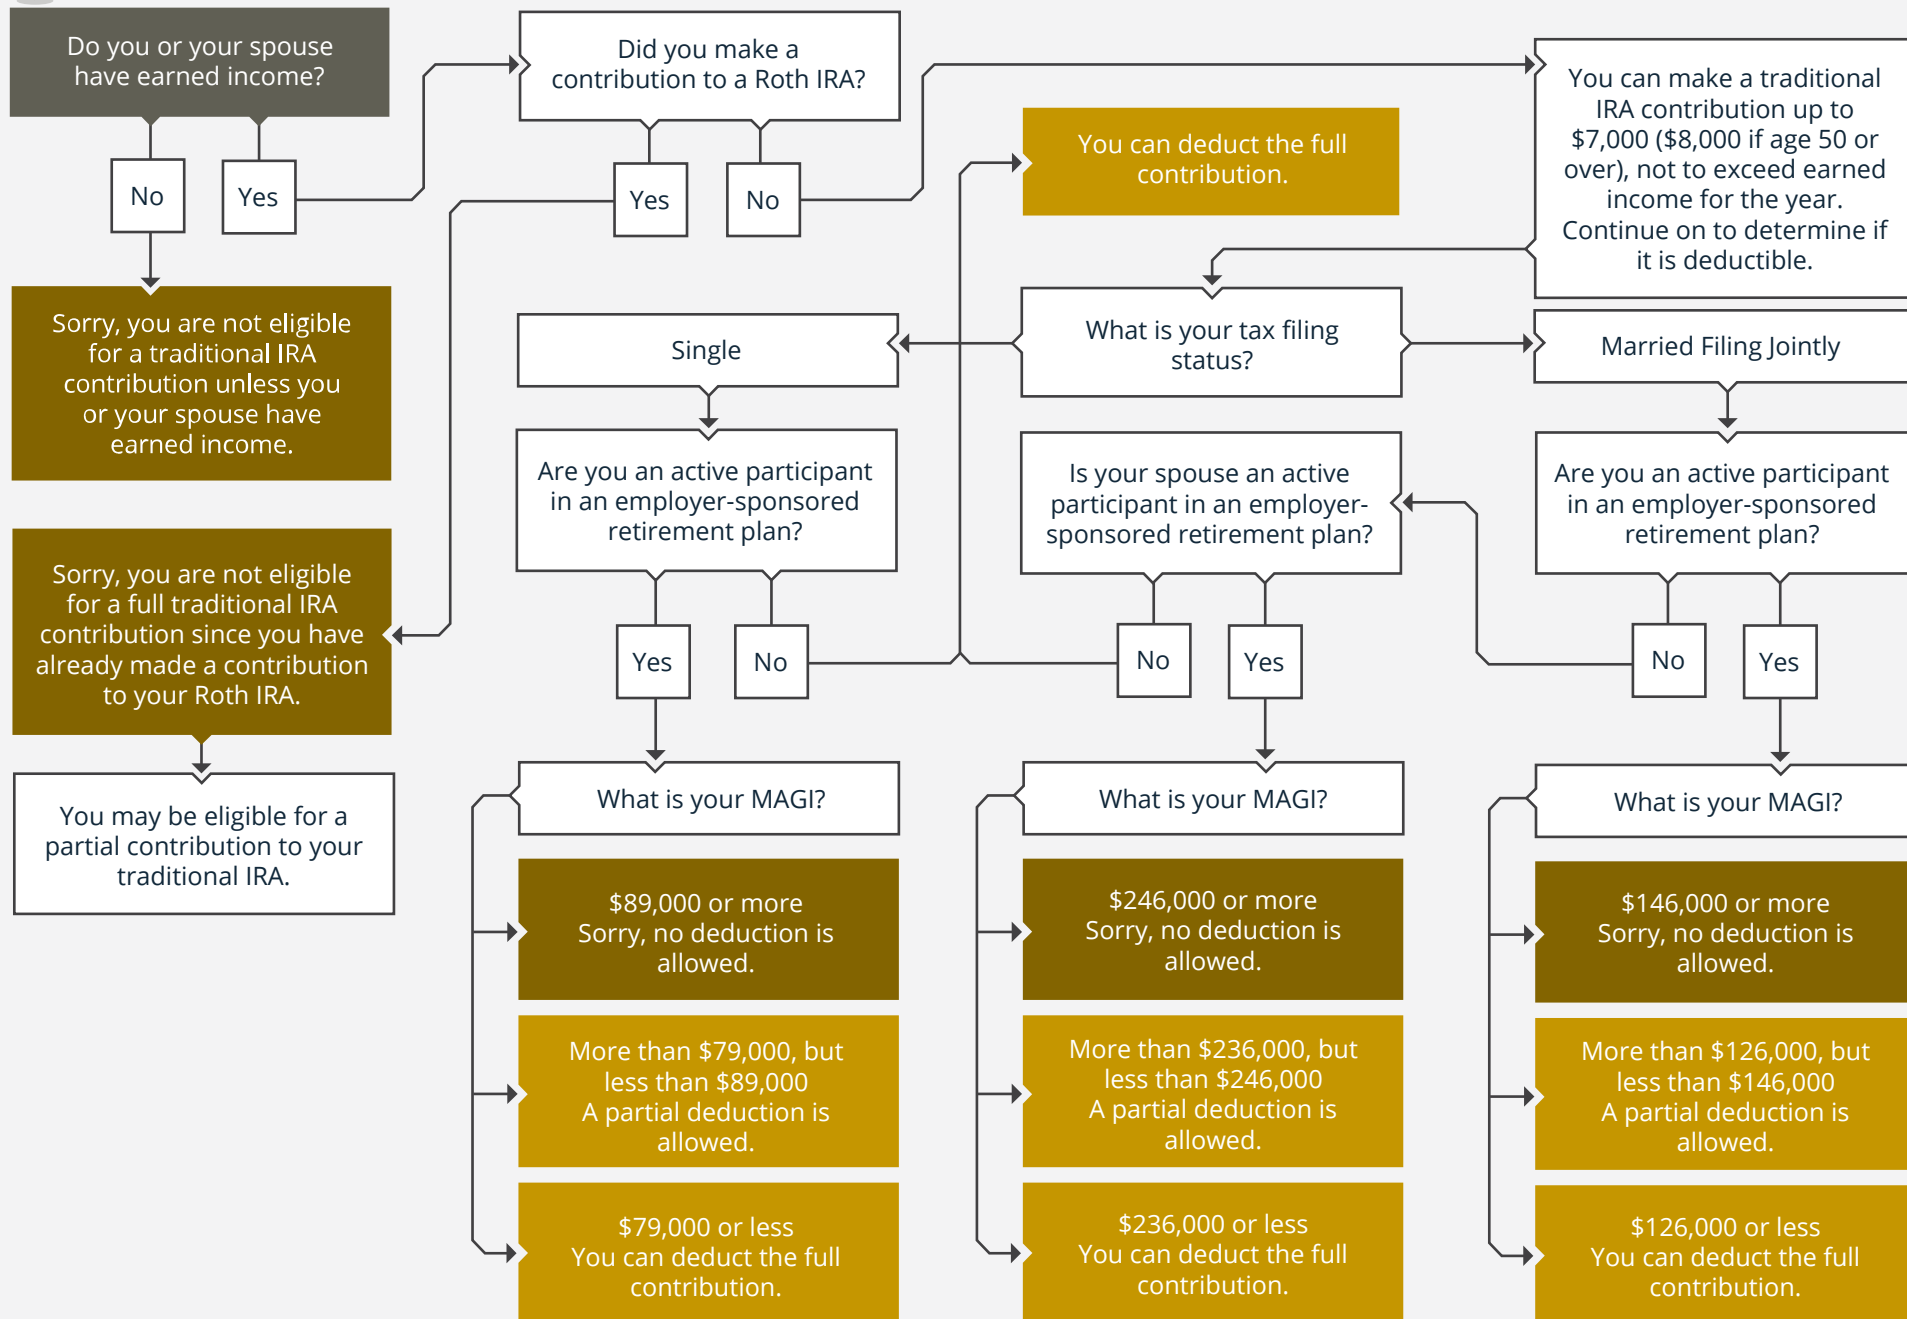 Do you or your spouse
have earned income?
No
Yes
Sorry, you are not eligible
for a traditional IRA
contribution unless you
or your spouse have
earned income.
Did you make a
contribution to a Roth IRA?
Yes
No
Sorry, you are not eligible
for a full traditional IRA
contribution since you have
already made a contribution
to your Roth IRA.
You may be eligible for a
partial contribution to your
traditional IRA.
You can make a traditional
IRA contribution up to
$7,000 ($8,000 if age 50 or
over), not to exceed earned
income for the year.
Continue on to determine if
it is deductible.
You can deduct the full
contribution.
What is your tax filing
status?
Single
Married Filing Jointly
Are you an active participant
in an employer-sponsored
retirement plan?
Yes
No
Is your spouse an active
participant in an employer-
sponsored retirement plan?
No
Yes
Are you an active participant
in an employer-sponsored
retirement plan?
No
Yes
What is your MAGI?
$89,000 or more
Sorry, no deduction is
allowed.
More than $79,000, but
less than $89,000
A partial deduction is
allowed.
$79,000 or less
You can deduct the full
contribution.
What is your MAGI?
$246,000 or more
Sorry, no deduction is
allowed.
More than $236,000, but
less than $246,000
A partial deduction is
allowed.
$236,000 or less
You can deduct the full
contribution.
What is your MAGI?
$146,000 or more
Sorry, no deduction is
allowed.
More than $126,000, but
less than $146,000
A partial deduction is
allowed.
$126,000 or less
You can deduct the full
contribution.